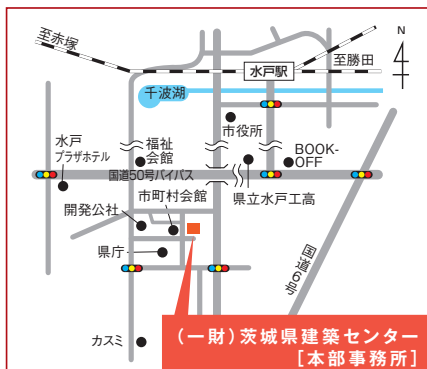 至赤塚
N
至勝田
水戸駅
千波湖
市役所
水戸
プラザホテル
福祉
会館
BOOK-
OFF
国道50号バイパス
県立水戸工高
市町村会館
開発公社
県庁
国道6号
カスミ
(一財)茨城県建築センター
[本部事務所]